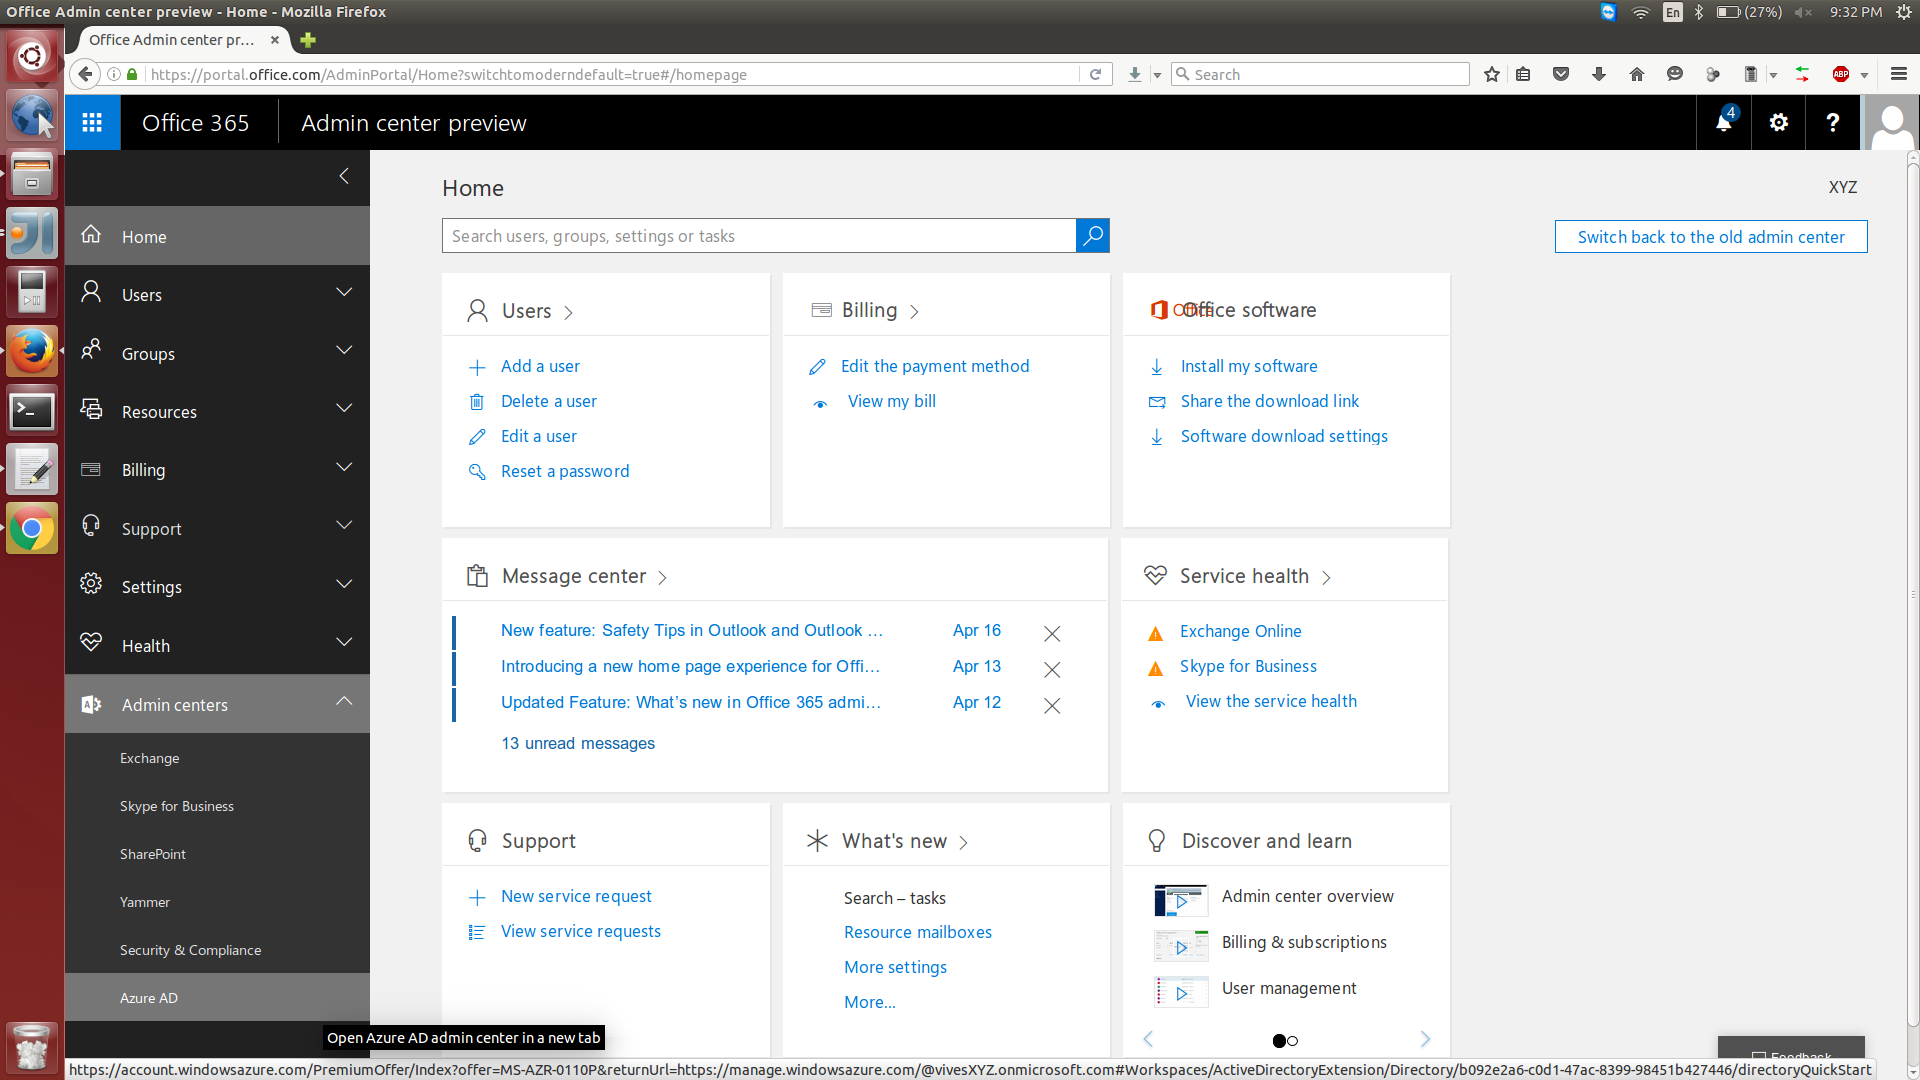 Office Admin center preview - Home - Mozilla Firefox
En
(27%)
9:32 PM
Office Admin center pr...
https://portal.office.com/AdminPortal/Home?switchtomoderndefault=true#/homepage
Search
ABP
Office 365
Admin center preview
4
?
Home
XYZ
Search users, groups, settings or tasks
Switch back to the old admin center
Home
Users
Groups
Resources
Billing
Support
Settings
Health
Admin centers
Exchange
Skype for Business
SharePoint
Yammer
Security & Compliance
Azure AD
Users
Add a user
Delete a user
Edit a user
Reset a password
Billing
Edit the payment method
View my bill
Office software
Install my software
Share the download link
Software download settings
Message center
New feature: Safety Tips in Outlook and Outlook ...
Apr 16
Introducing a new home page experience for Offi...
Apr 13
Updated Feature: What's new in Office 365 admi...
Apr 12
13 unread messages
Service health
Exchange Online
Skype for Business
View the service health
Support
New service request
View service requests
What's new
Search – tasks
Resource mailboxes
More settings
More...
Discover and learn
Admin center overview
Billing & subscriptions
User management
Feedback
Open Azure AD admin center in a new tab
https://account.windowsazure.com/PremiumOffer/Index?offer=MS-AZR-0110P&returnUrl=https://manage.windowsazure.com/@vivesXYZ.onmicrosoft.com#Workspaces/ActiveDirectoryExtension/Directory/b092e2a6-c0d1-47ac-8399-98451b427446/directoryQuickStart